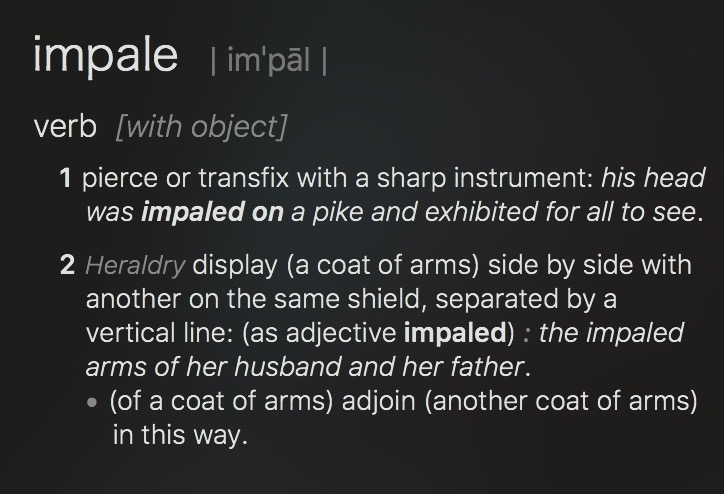 impale | imˈpāl |
verb [with object]
1 pierce or transfix with a sharp instrument: his head
was impaled on a pike and exhibited for all to see.
2 Heraldry display (a coat of arms) side by side with
another on the same shield, separated by a
vertical line: (as adjective impaled) : the impaled
arms of her husband and her father.
• (of a coat of arms) adjoin (another coat of arms)
in this way.